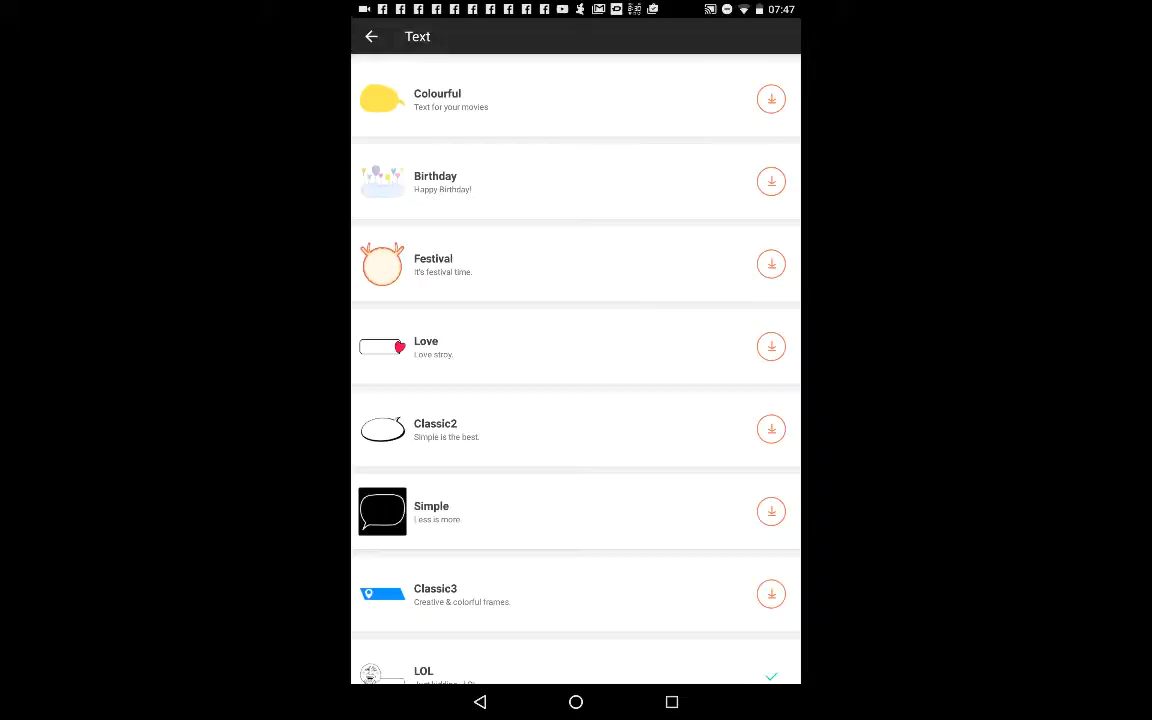 07:47
Text
Colourful
Text for your movies
Birthday
Happy Birthday!
Festival
It's festival time.
Love
Love stroy.
Classic2
Simple is the best.
Simple
Less is more
Classic3
Creative & colorful frames.
LOL